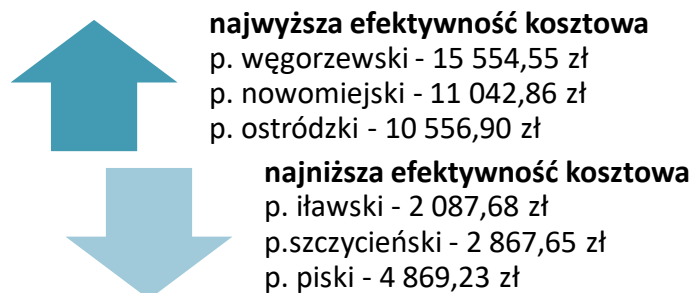 najwyższa efektywność kosztowa
p. węgorzewski - 15 554,55 zł
p. nowomiejski - 11 042,86 zł
p. ostródzki - 10 556,90 zł
najniższa efektywność kosztowa
p. iławski - 2 087,68 zł
p.szczycieński - 2 867,65 zł
p. piski - 4 869,23 zł